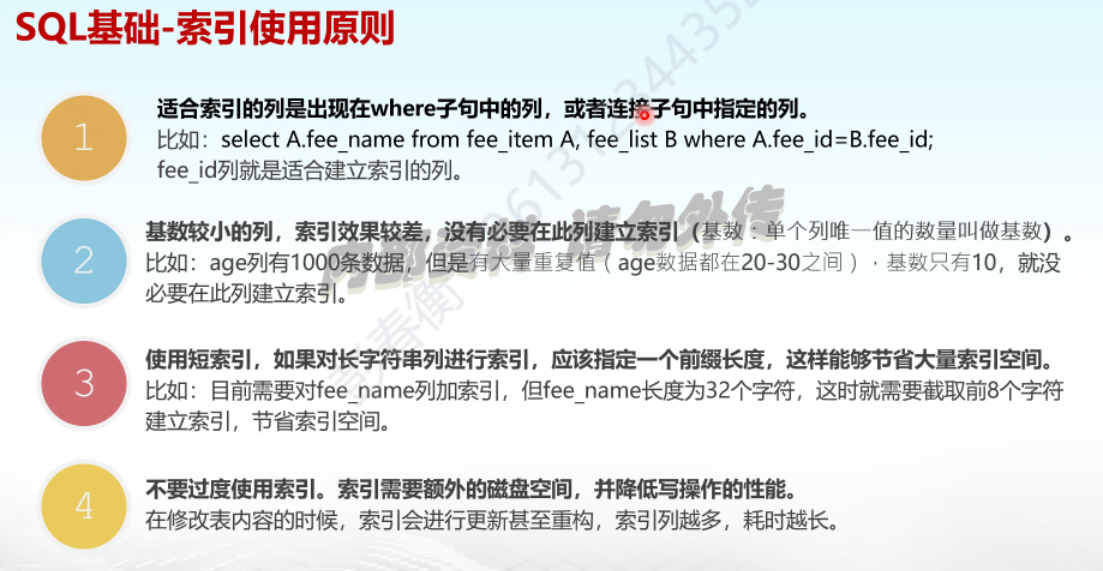 SQL基础-索引使用原则
1
适合索引的列是出现在where子句中的列，或者连接子句中指定的列。
比如：select A.fee_name from fee_item A, fee_list B where A.fee_id=B.fee_id;
fee_id列就是适合建立索引的列。
2
基数较小的列，索引效果较差，没有必要在此列建立索引（基数：单个列唯一值的数量叫做基数）。
比如：age列有1000条数据，但是有大量重复值（age数据都在20-30之间），基数只有10，就没
必要在此列建立索引。
3
使用短索引，如果对长字符串列进行索引，应该指定一个前缀长度，这样能够节省大量索引空间。
比如：目前需要对fee_name列加索引，但fee_name长度为32个字符，这时就需要截取前8个字符
建立索引，节省索引空间。
4
不要过度使用索引。索引需要额外的磁盘空间，并降低写操作的性能。
在修改表内容的时候，索引会进行更新甚至重构，索引列越多，耗时越长。
请勿外传